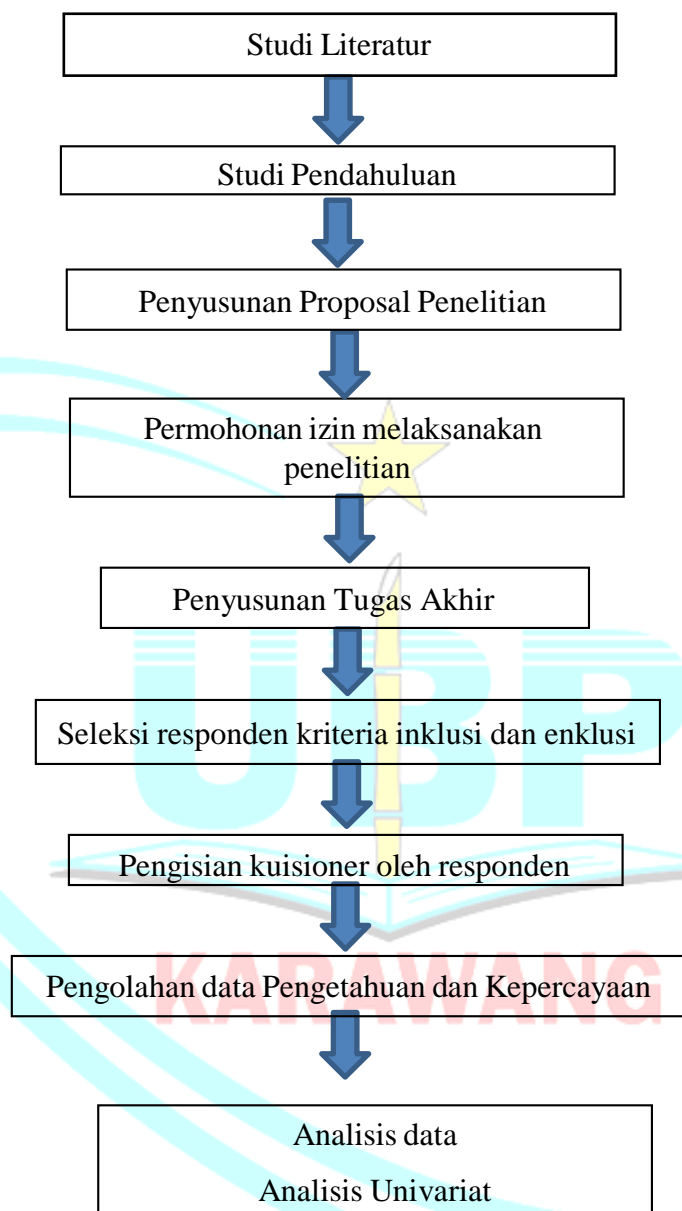 Studi Literatur
Studi Pendahuluan
Penyusunan Proposal Penelitian
Permohonan izin melaksanakan
penelitian
Penyusunan Tugas Akhir
UBP
Seleksi responden kriteria inklusi dan enklusi
Pengisian kuisioner oleh responden
KARAWANG
Pengolahan data Pengetahuan dan Kepercayaan
Analisis data
Analisis Univariat